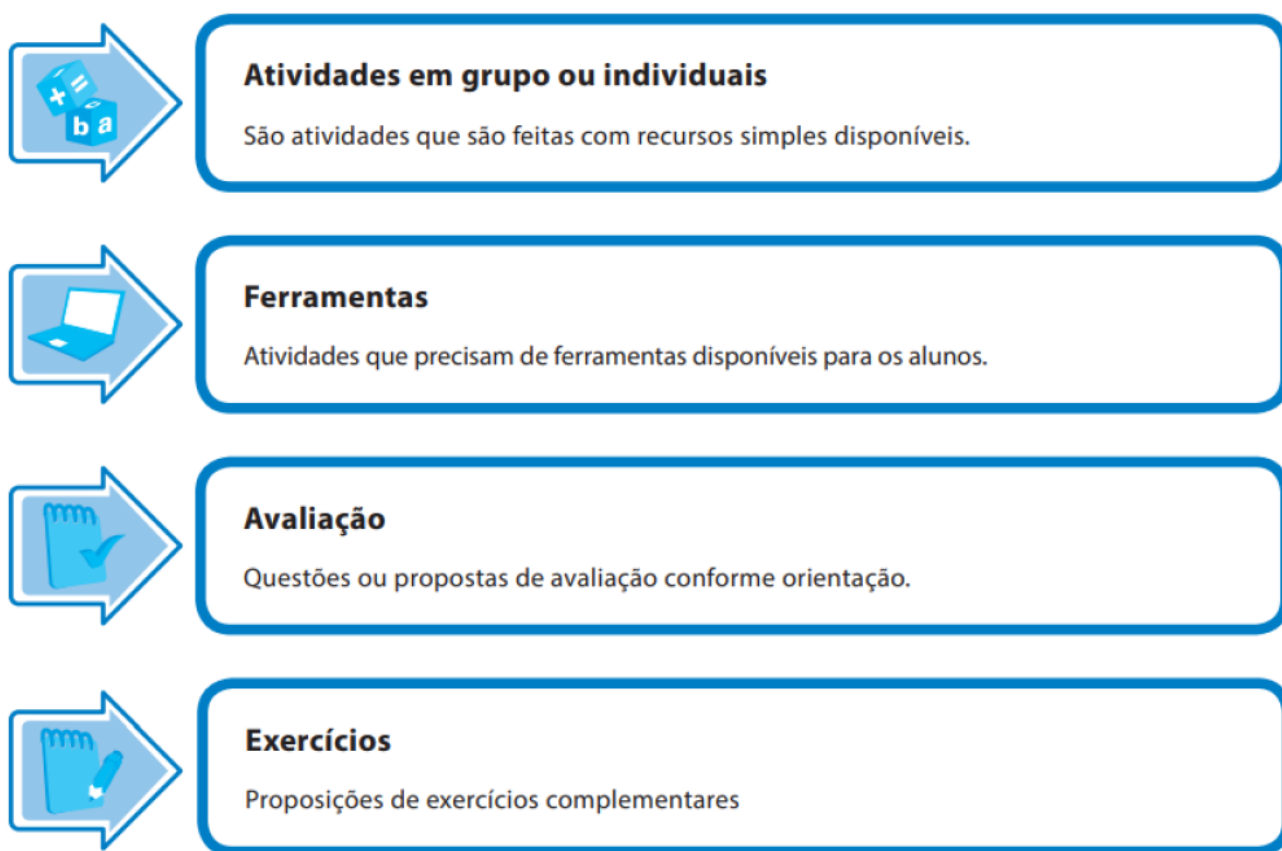 Atividades em grupo ou individuais
São atividades que são feitas com recursos simples disponíveis.
Ferramentas
Atividades que precisam de ferramentas disponíveis para os alunos.
Avaliação
Questões ou propostas de avaliação conforme orientação.
Exercícios
Proposições de exercícios complementares
+ =
b a